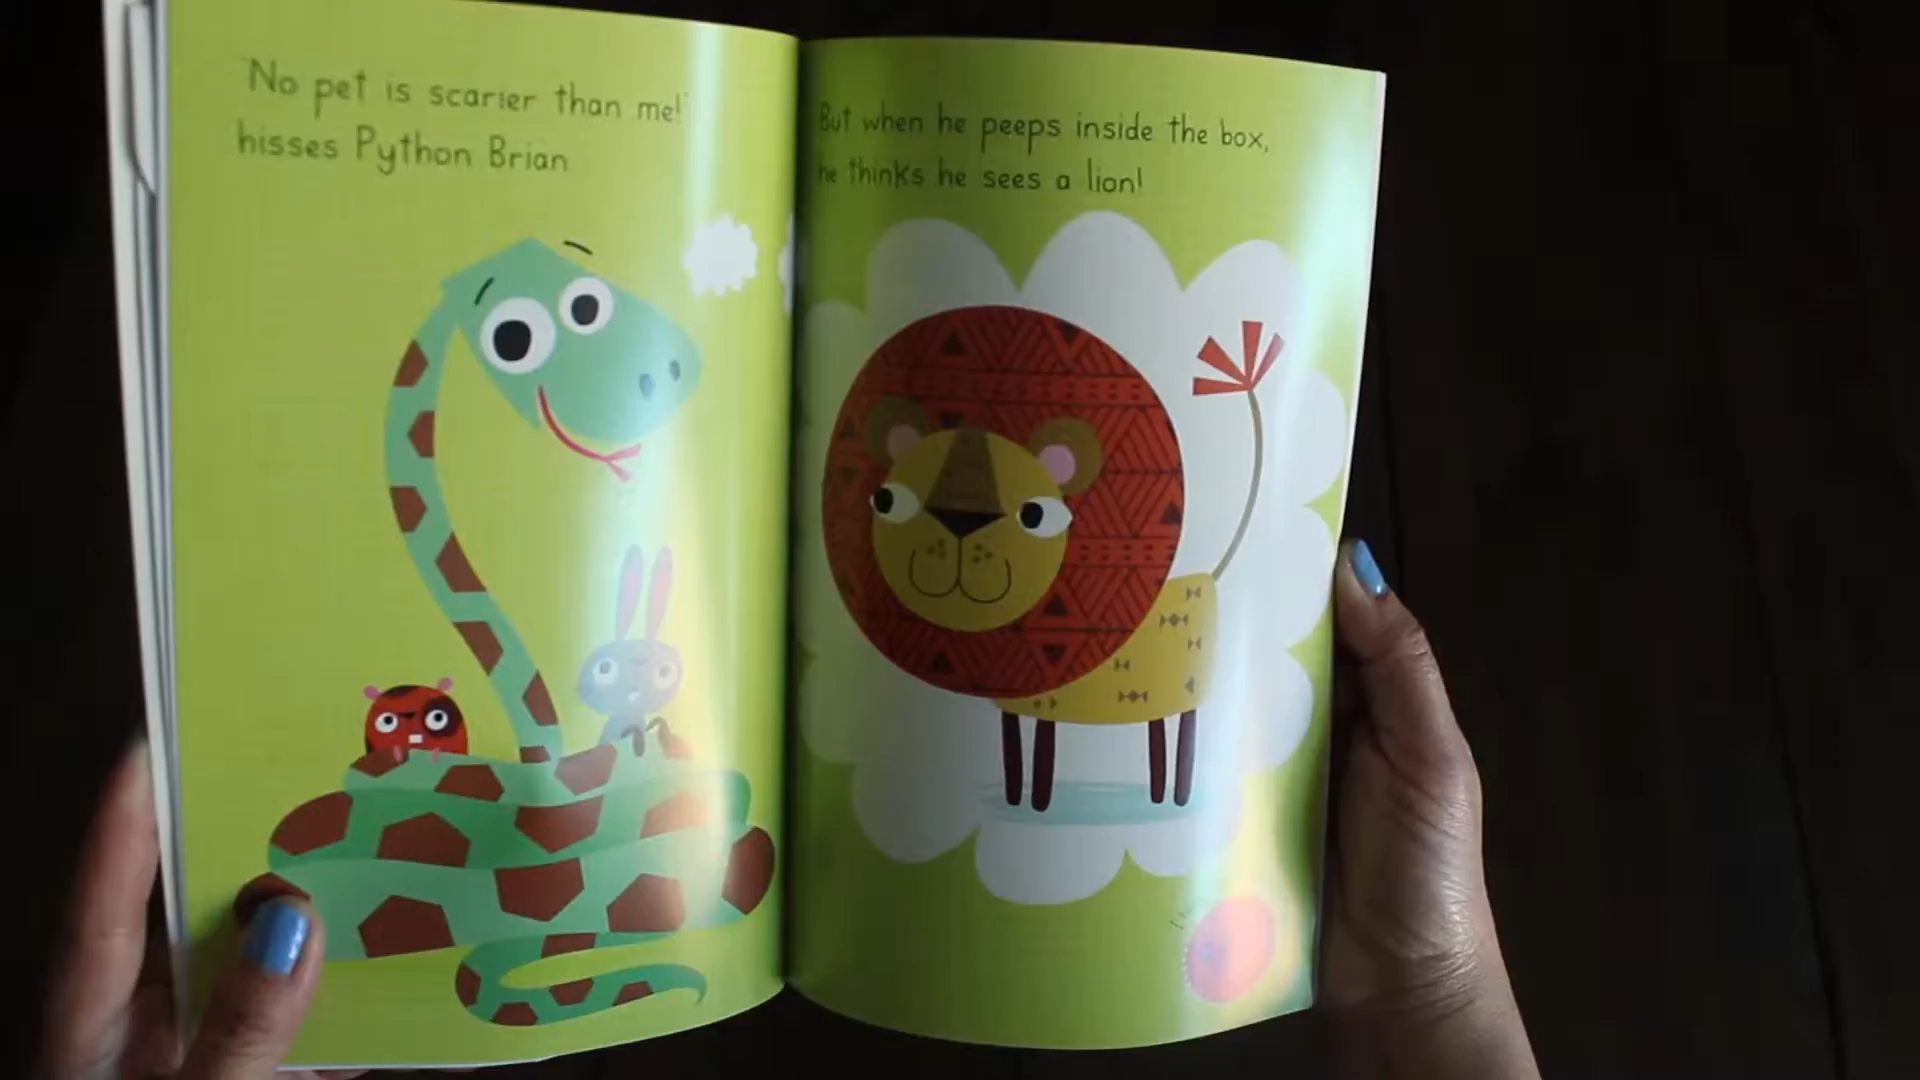 "No pet is scarier than me!"
hisses Python Brian
But when he peeps inside the box,
he thinks he sees a lion!